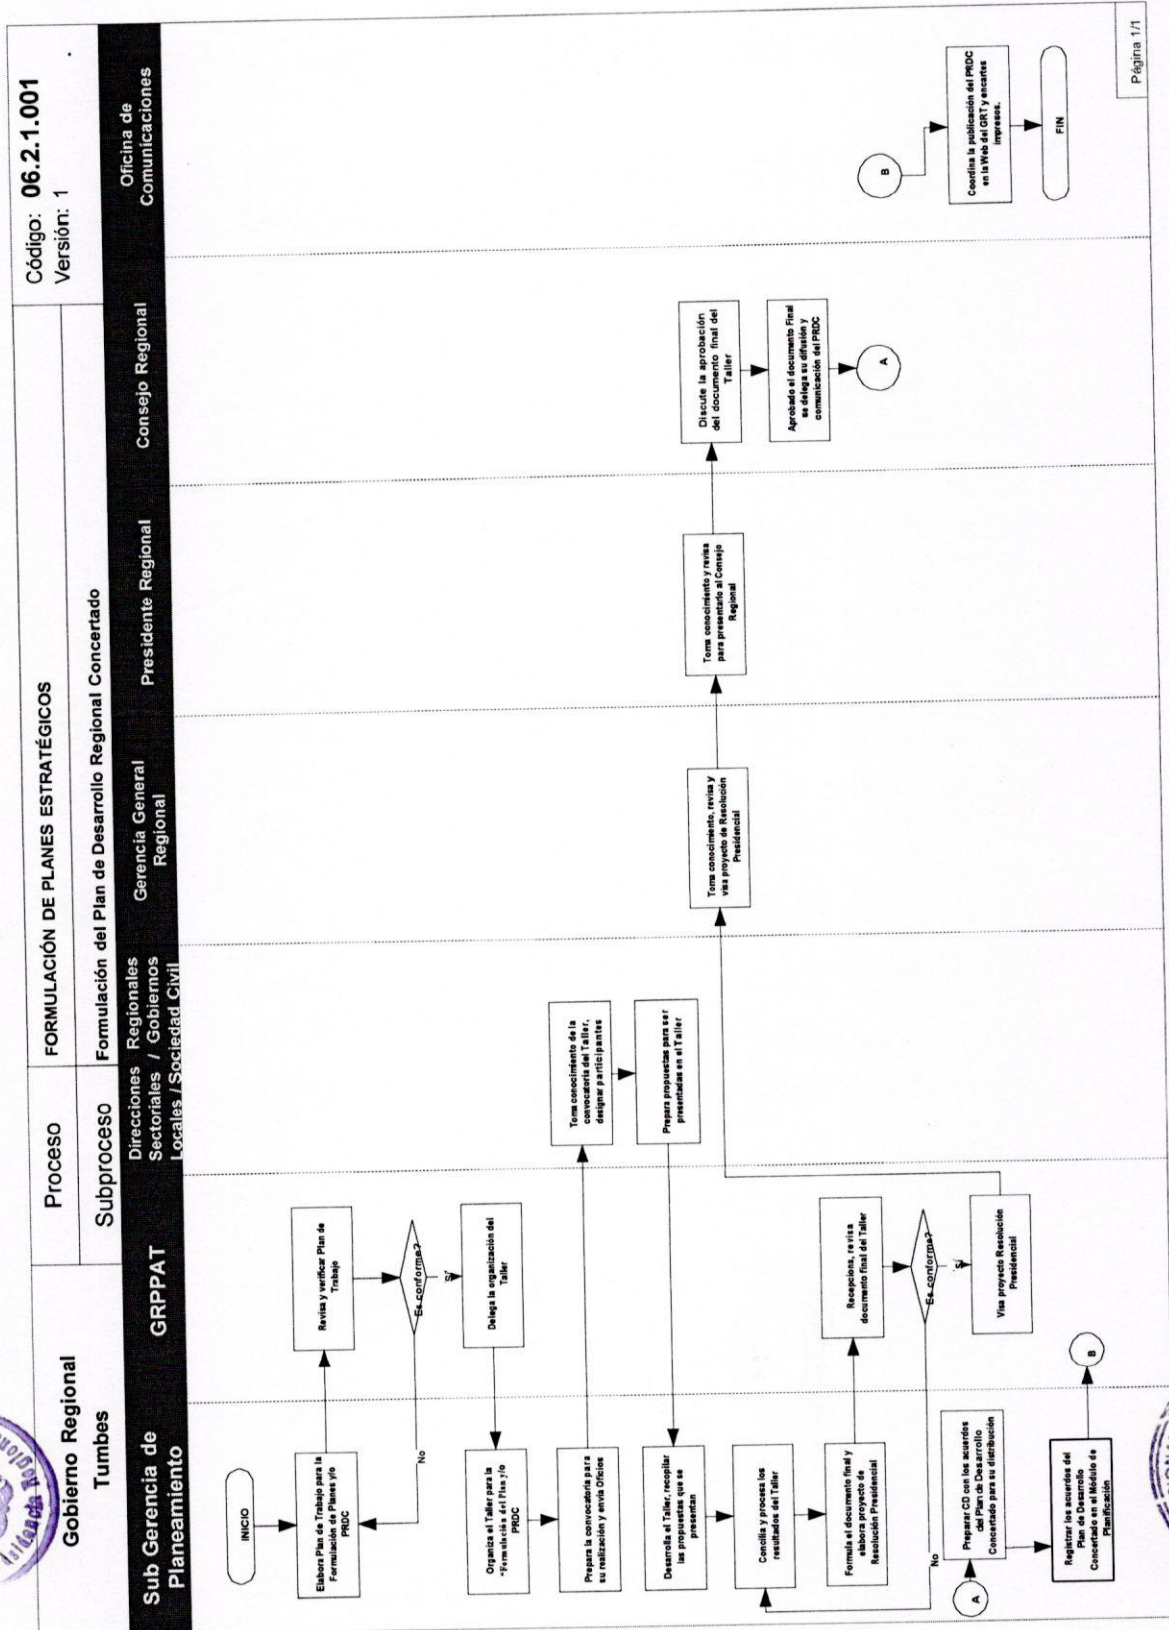 Gobierno Regional
Tumbes
Proceso
FORMULACIÓN DE PLANES ESTRATÉGICOS
Subproceso
Formulación del Plan de Desarrollo Regional Concertado
Código: 06.2.1.001
Versión: 1
Sub Gerencia de
Planeamiento
GRPPAT
Direcciones Regionales
Sectoriales / Gobiernos
Locales / Sociedad Civil
Gerencia General
Regional
Presidente Regional
Consejo Regional
Oficina de
Comunicaciones
INICIO
Elabora Plan de Trabajo para la
Formulación de Planes y/o
PRDC
Revisa y verificar Plan de
Trabajo
Es conforme?
No
Sí
Delega la organización del
Taller
Organiza el Taller para la
"Formulación del Plan y/o
PRDC
Prepara la convocatoria para
su realización y envía Oficios
Toma conocimiento de la
convocatoria del Taller,
designar participantes
Prepara propuestas para ser
presentadas en el Taller
Desarrolla el Taller, recopilar
las propuestas que se
presentan
Concilia y procesa los
resultados del Taller
Formula el documento final y
elabora proyecto de
Resolución Presidencial
Recepciona, revisa
documento final del Taller
Es conforme?
No
Sí
Visa proyecto Resolución
Presidencial
Toma conocimiento, revisa y
visa proyecto de Resolución
Presidencial
Toma conocimiento y revisa
para presentarlo al Consejo
Regional
Discute la aprobación
del documento final del
Taller
Aprobado el documento Final
se delega su difusión y
comunicación del PRDC
A
A
Preparar CD con los acuerdos
del Plan de Desarrollo
Concertado para su distribución
Registrar los acuerdos del
Plan de Desarrollo
Concertado en el Módulo de
Planificación
B
B
Coordina la publicación del PRDC
en la Web del GRT y encartes
impresos.
FIN
Página 1/1